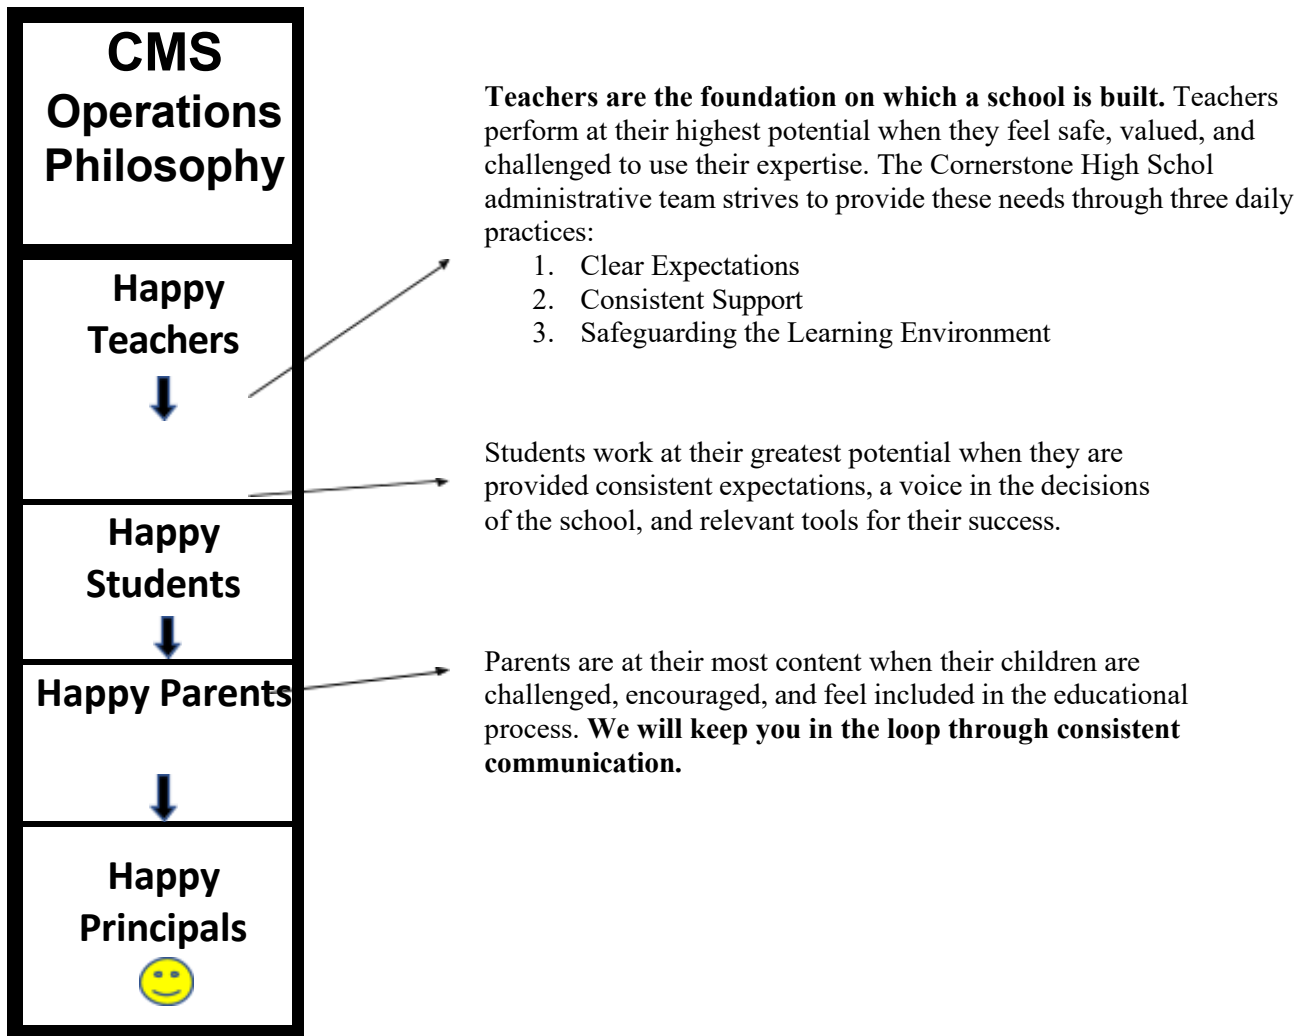 CMS
Operations
Philosophy
Happy
Teachers
Happy
Students
Happy Parents
Happy
Principals
Teachers are the foundation on which a school is built. Teachers
perform at their highest potential when they feel safe, valued, and
challenged to use their expertise. The Cornerstone High Schol
administrative team strives to provide these needs through three daily
practices:
1. Clear Expectations
2. Consistent Support
3. Safeguarding the Learning Environment
Students work at their greatest potential when they are
provided consistent expectations, a voice in the decisions
of the school, and relevant tools for their success.
Parents are at their most content when their children are
challenged, encouraged, and feel included in the educational
process. We will keep you in the loop through consistent
communication.